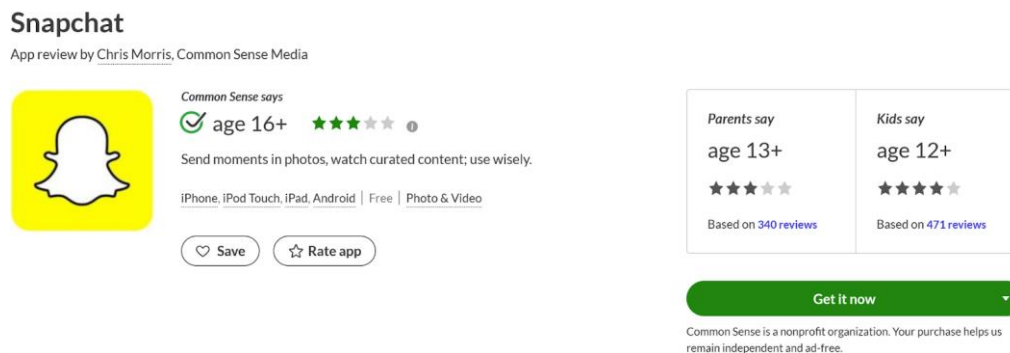 Snapchat
App review by Chris Morris, Common Sense Media
Common Sense says
age 16+
Send moments in photos, watch curated content; use wisely.
iPhone, iPod Touch, iPad, Android | Free | Photo & Video
Save
Rate app
Parents say
age 13+
Based on 340 reviews
Kids say
age 12+
Based on 471 reviews
Get it now
Common Sense is a nonprofit organization. Your purchase helps us
remain independent and ad-free.